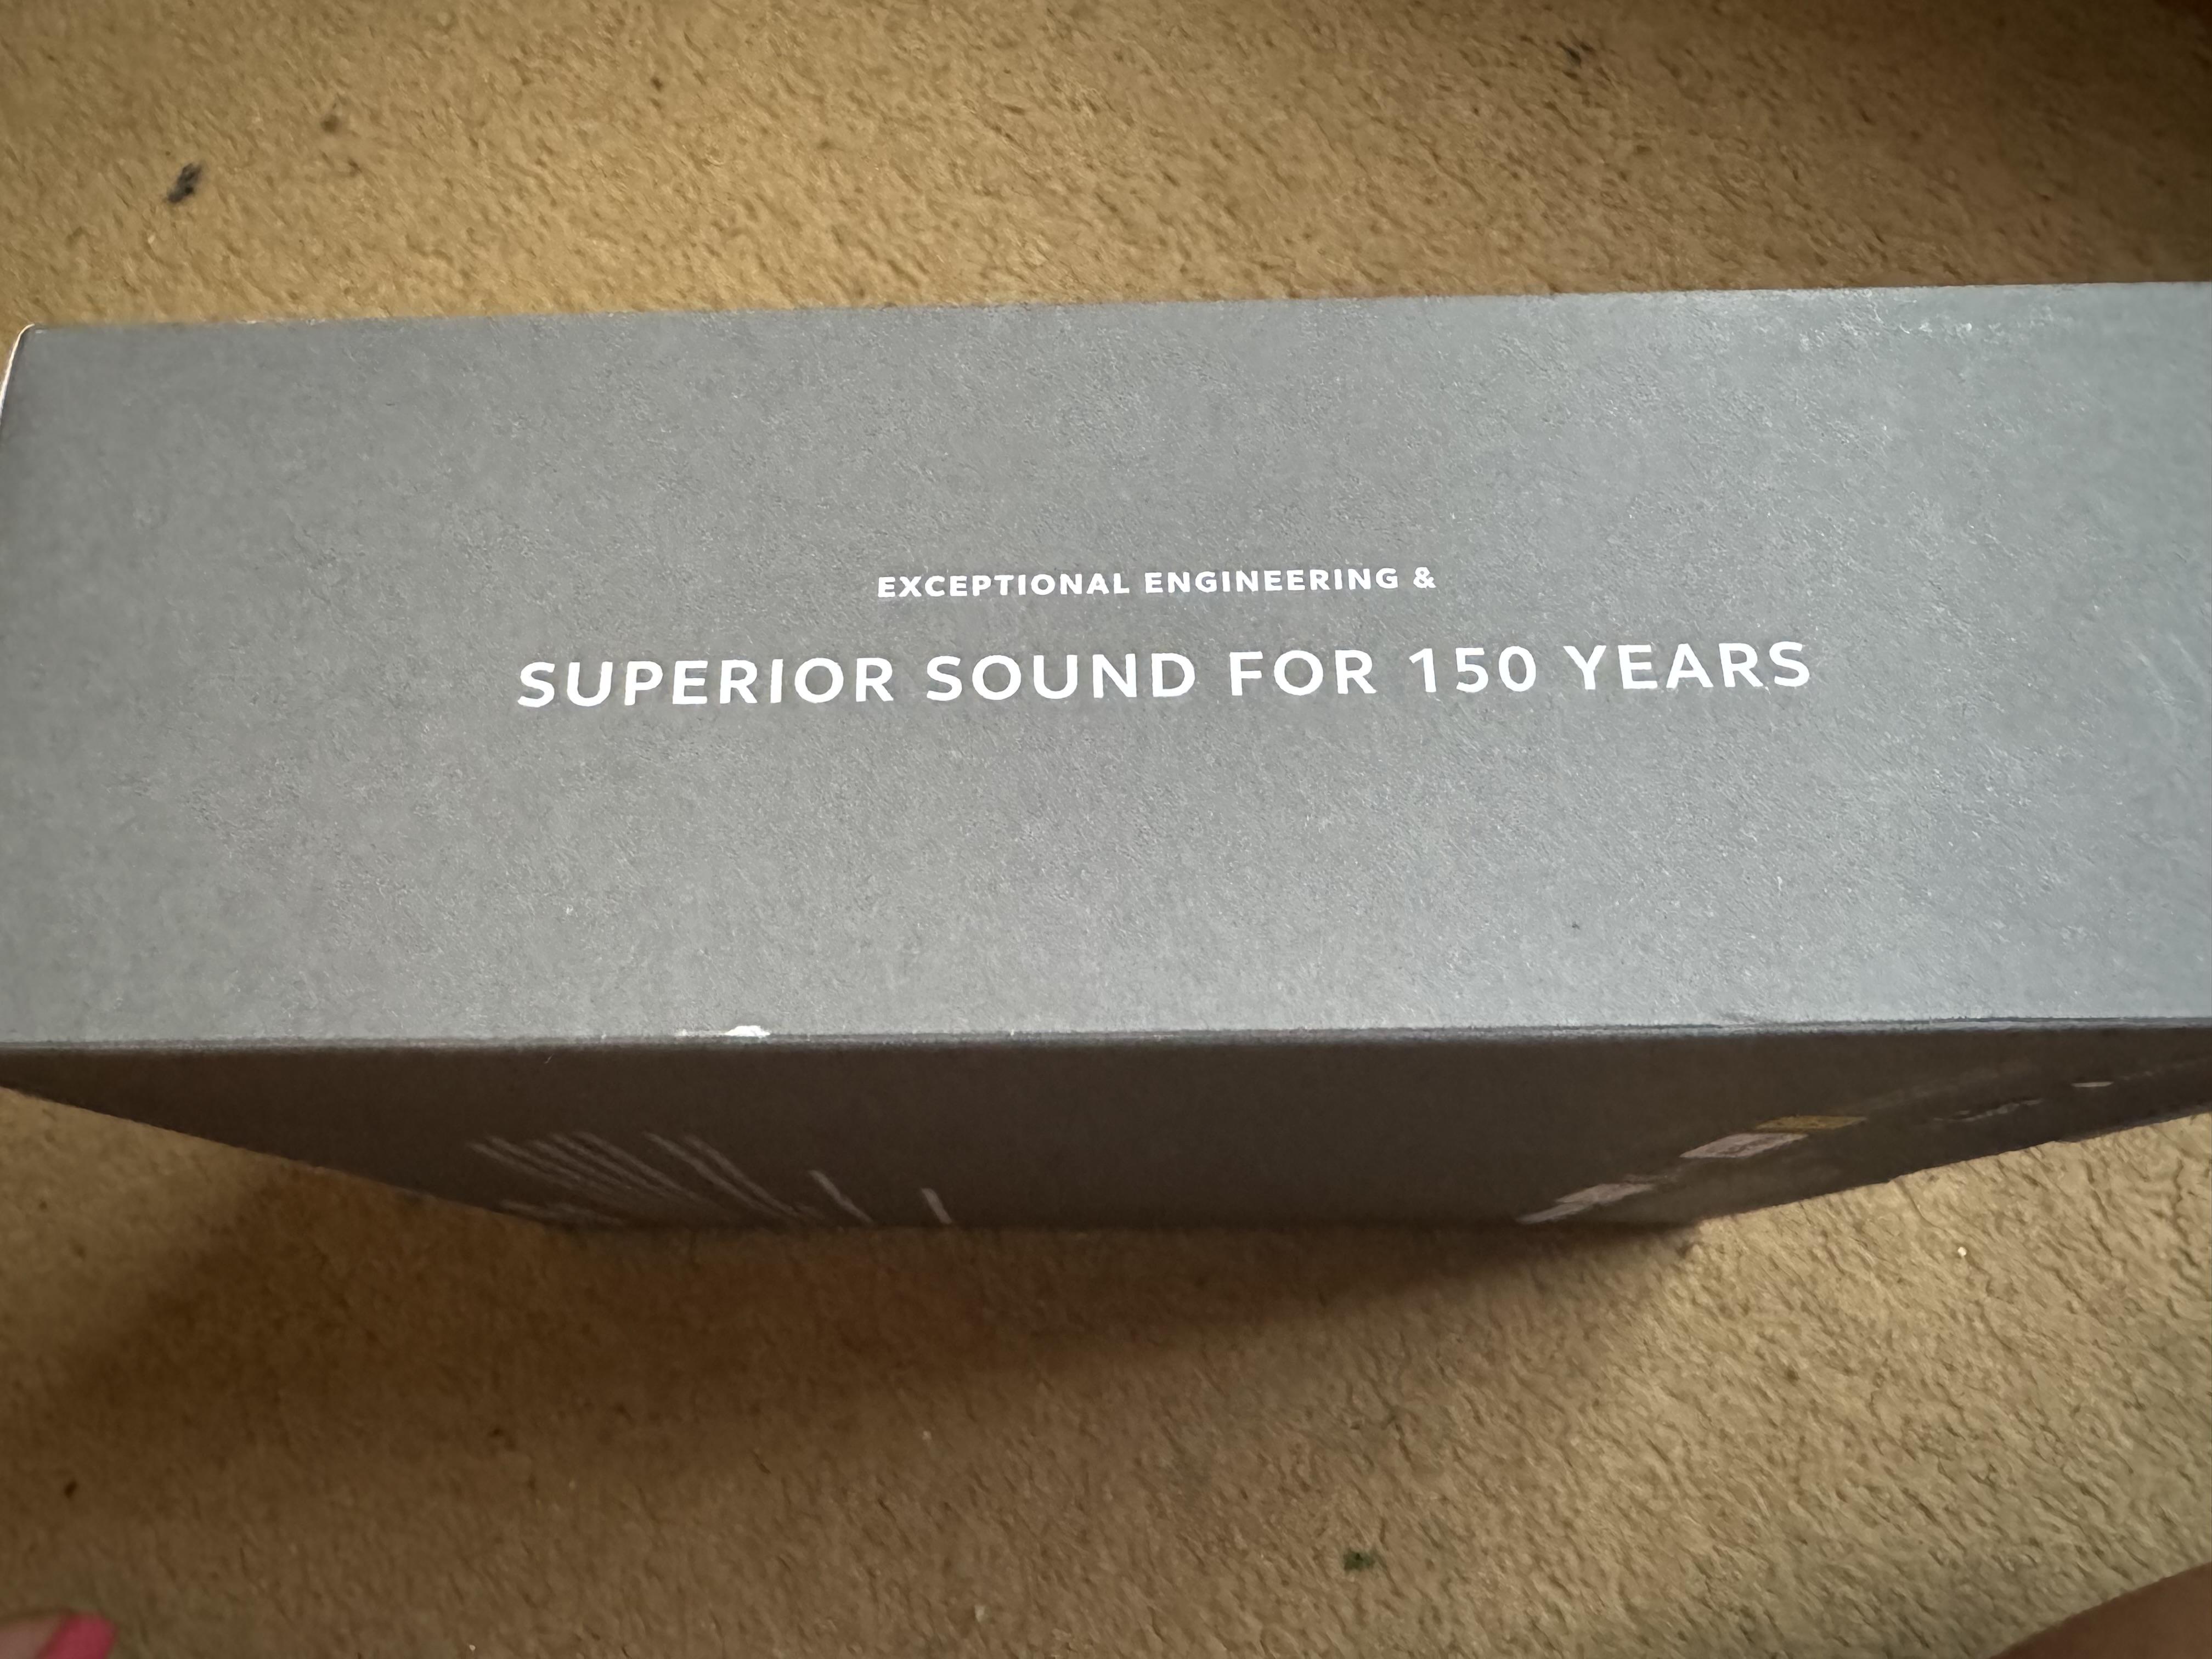 EXCEPTIONAL ENGINEERING &
SUPERIOR SOUND FOR 150 YEARS